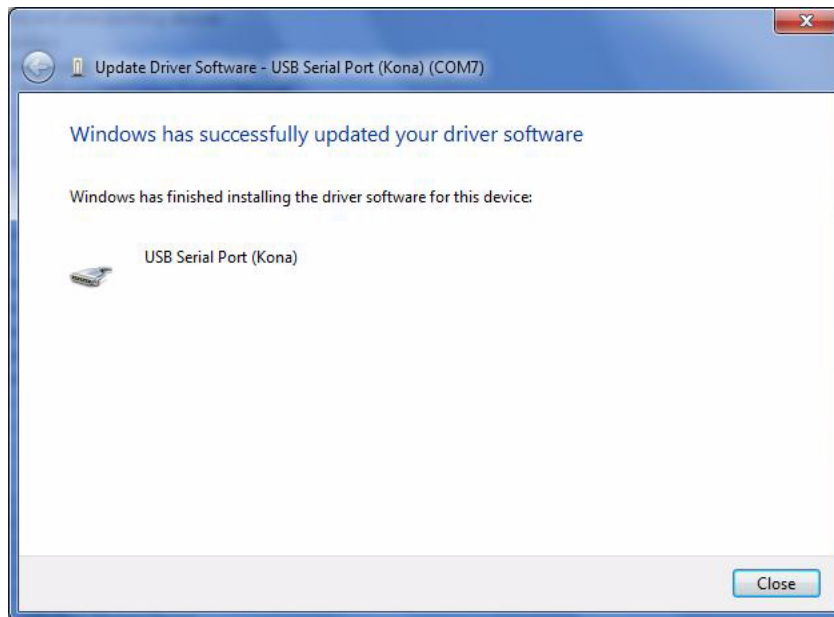 Update Driver Software - USB Serial Port (Kona) (COM7)
Windows has successfully updated your driver software
Windows has finished installing the driver software for this device:
USB Serial Port (Kona)
Close